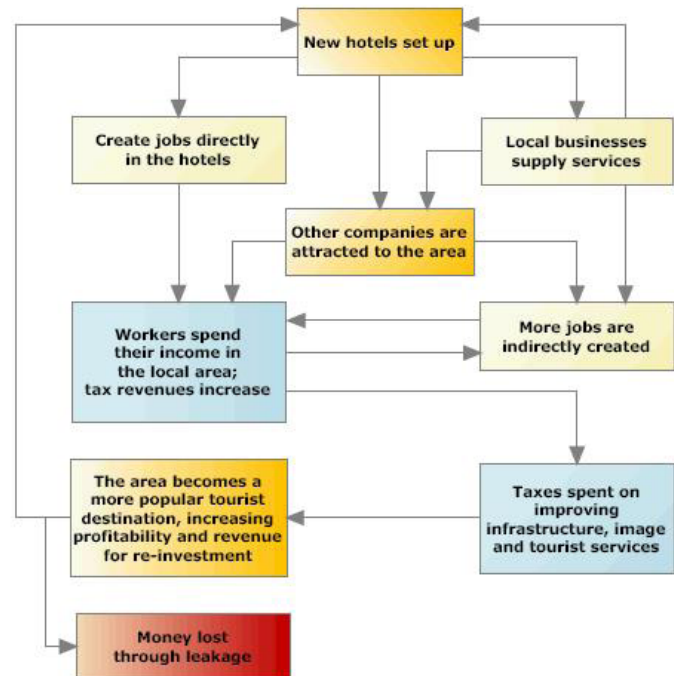 New hotels set up
Create jobs directly
in the hotels
Local businesses
supply services
Other companies are
attracted to the area
Workers spend
their income in
the local area;
tax revenues increase
More jobs are
indirectly created
The area becomes a
more popular tourist
destination, increasing
profitability and revenue
for re-investment
Taxes spent on
improving
infrastructure, image
and tourist services
Money lost
through leakage